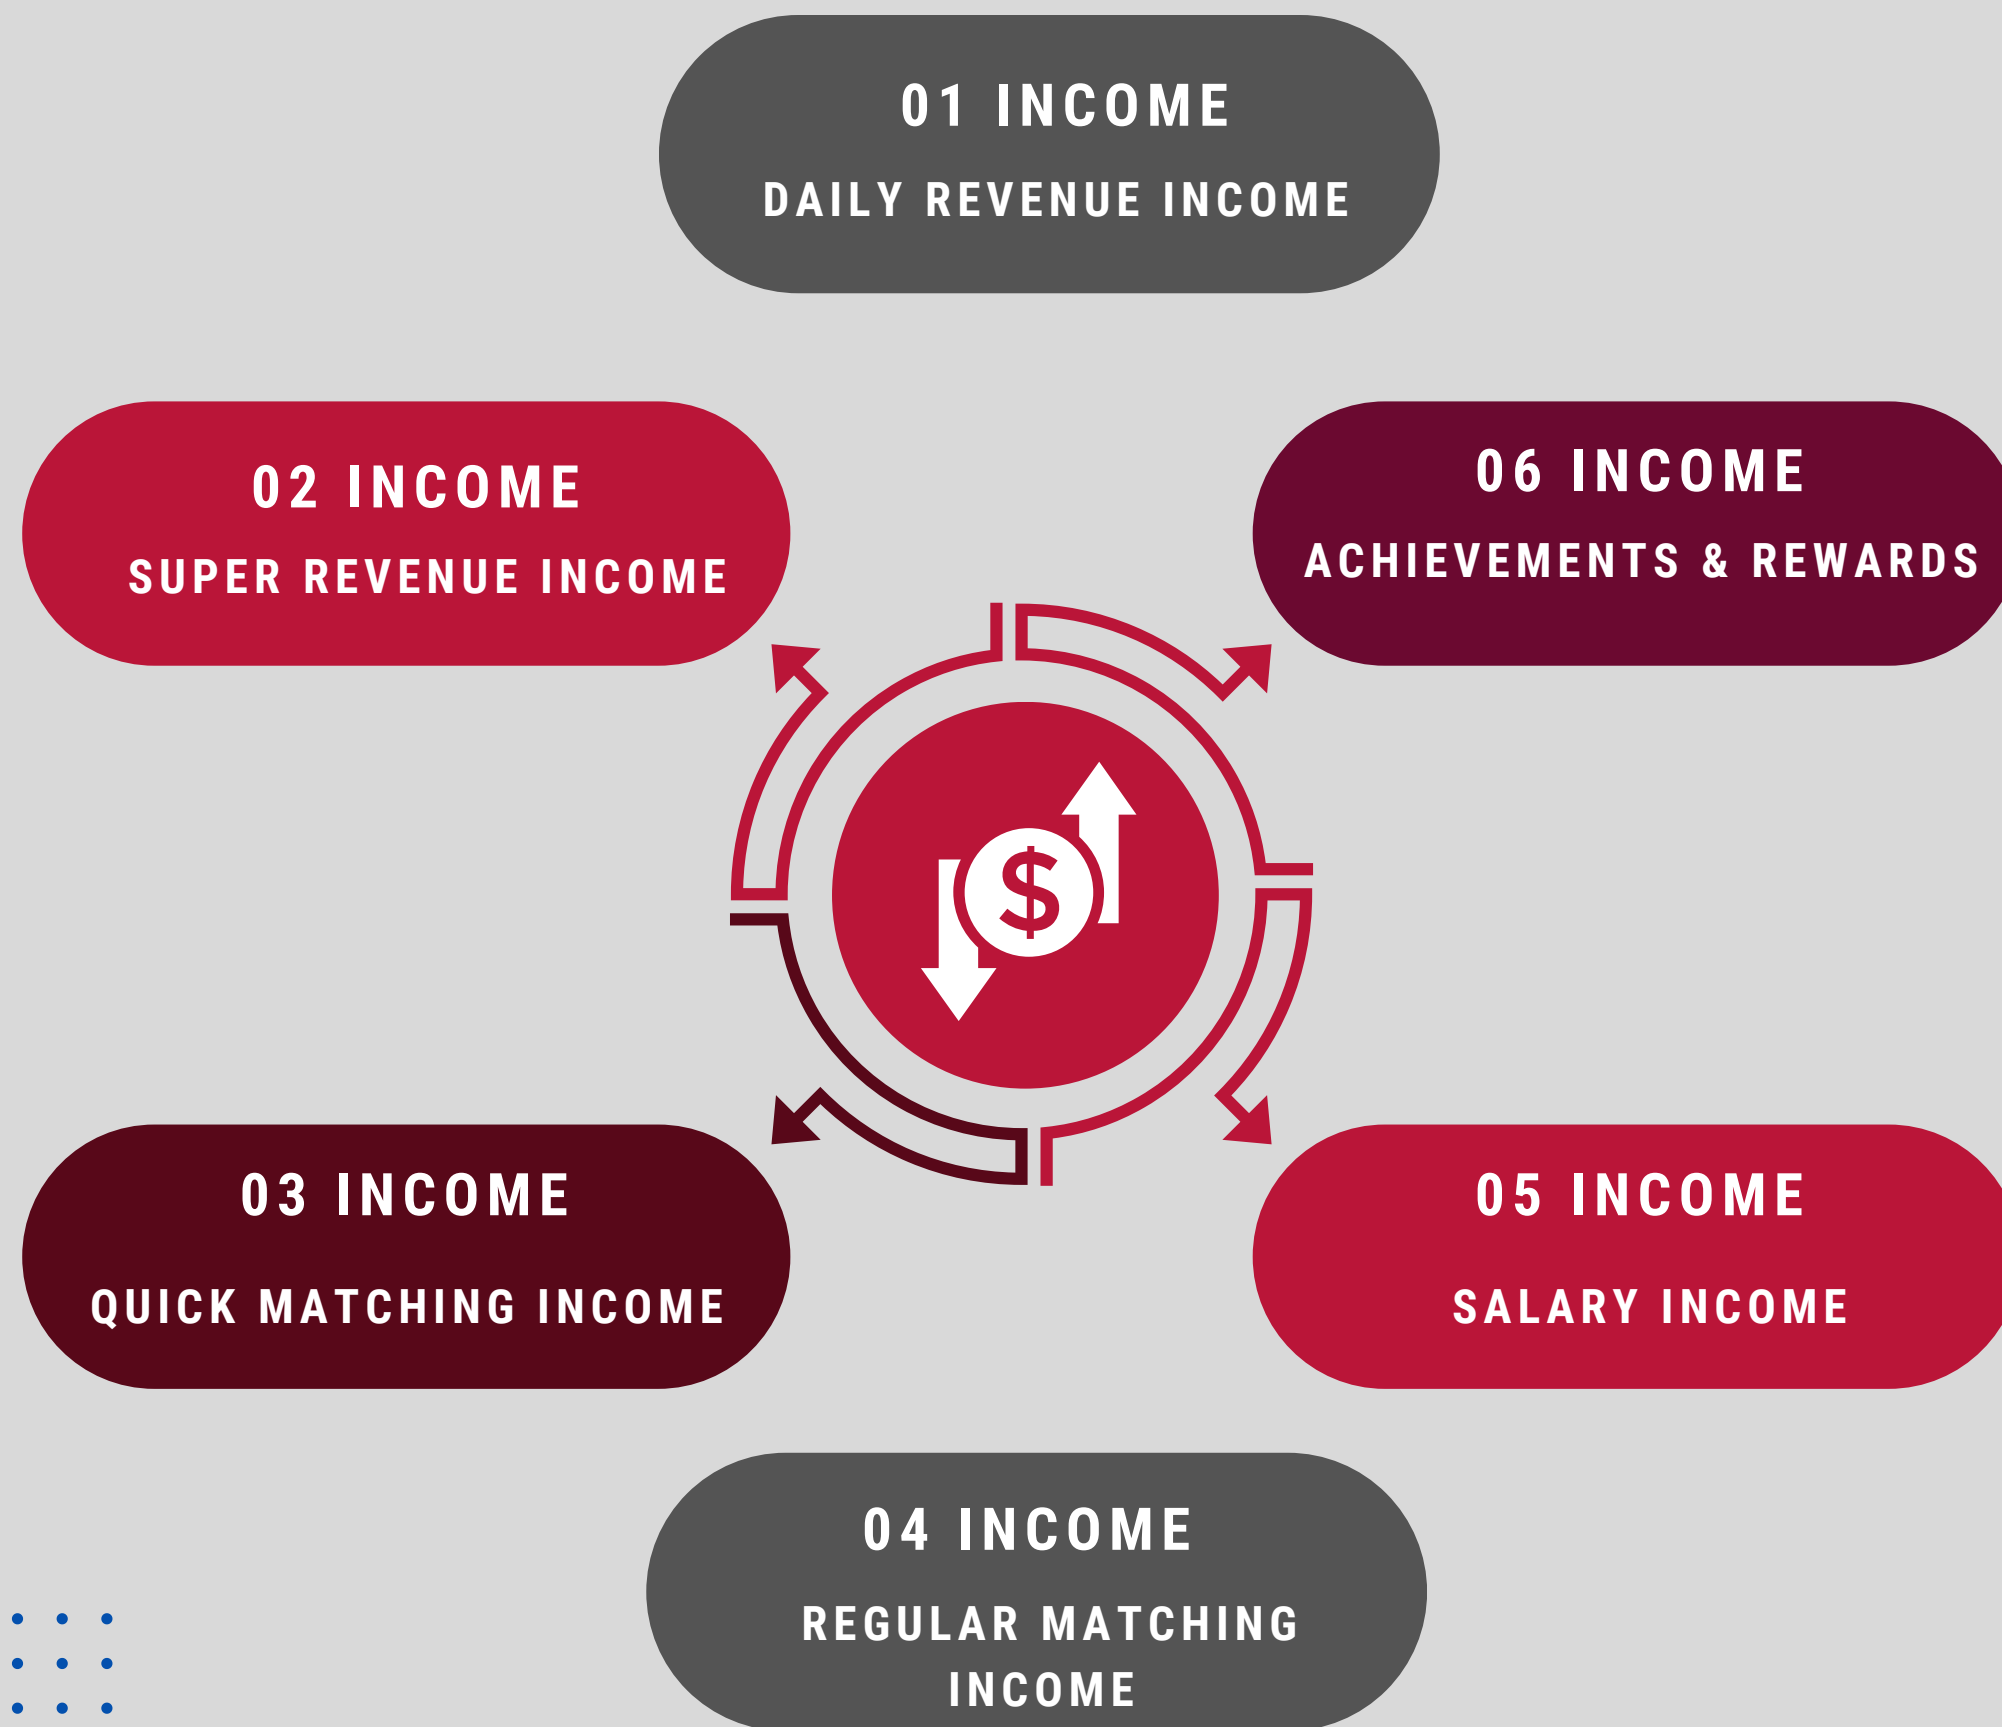 01 INCOME
DAILY REVENUE INCOME
02 INCOME
SUPER REVENUE INCOME
06 INCOME
ACHIEVEMENTS & REWARDS
$
03 INCOME
QUICK MATCHING INCOME
05 INCOME
SALARY INCOME
04 INCOME
REGULAR MATCHING
INCOME